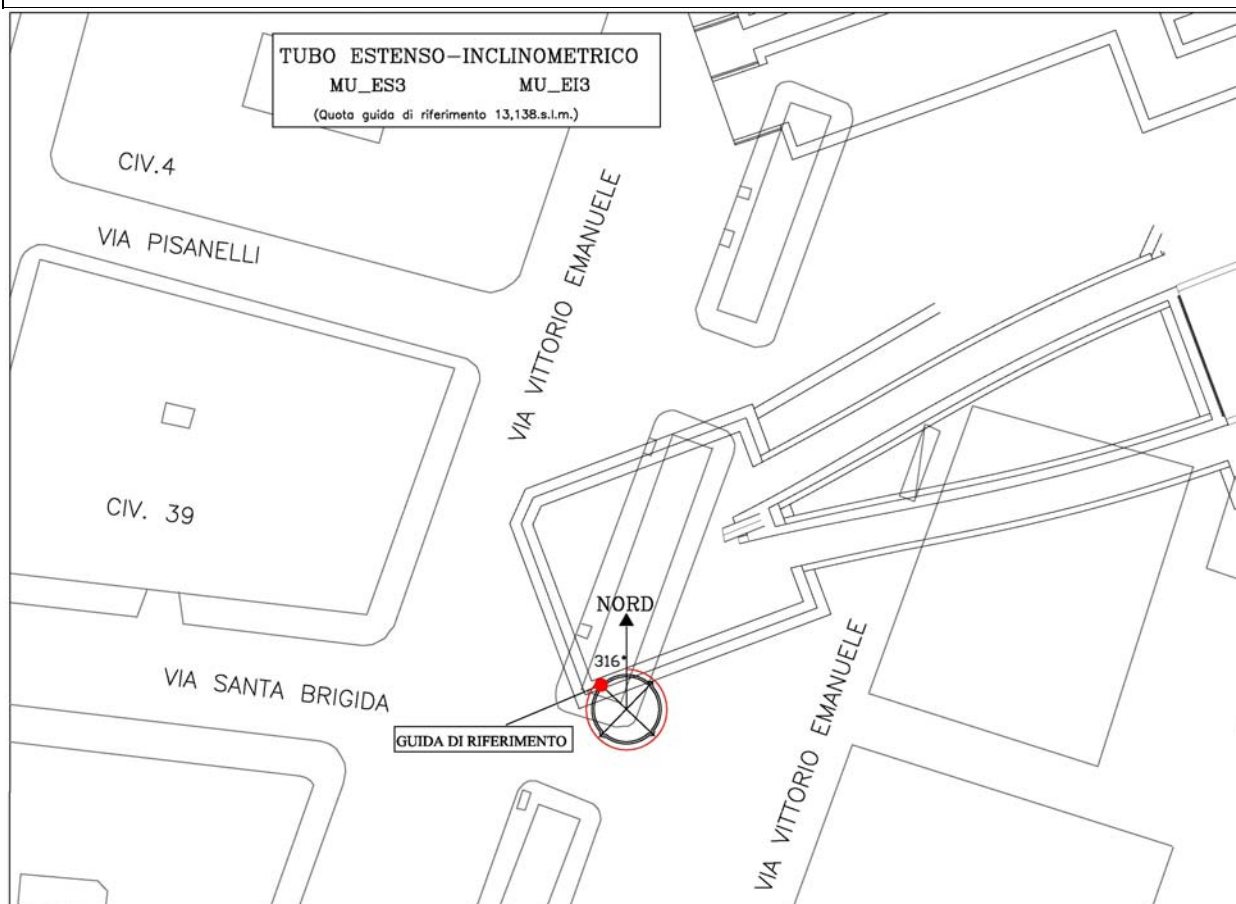 TUBO ESTENSO-INCLINOMETRICO
MU_ES3 MU_EI3
(Quota guida di riferimento 13,138.s.l.m.)
CIV.4
VIA PISANELLI
VIA VITTORIO EMANUELE
CIV. 39
NORD
316°
VIA SANTA BRIGIDA
GUIDA DI RIFERIMENTO
VIA VITTORIO EMANUELE